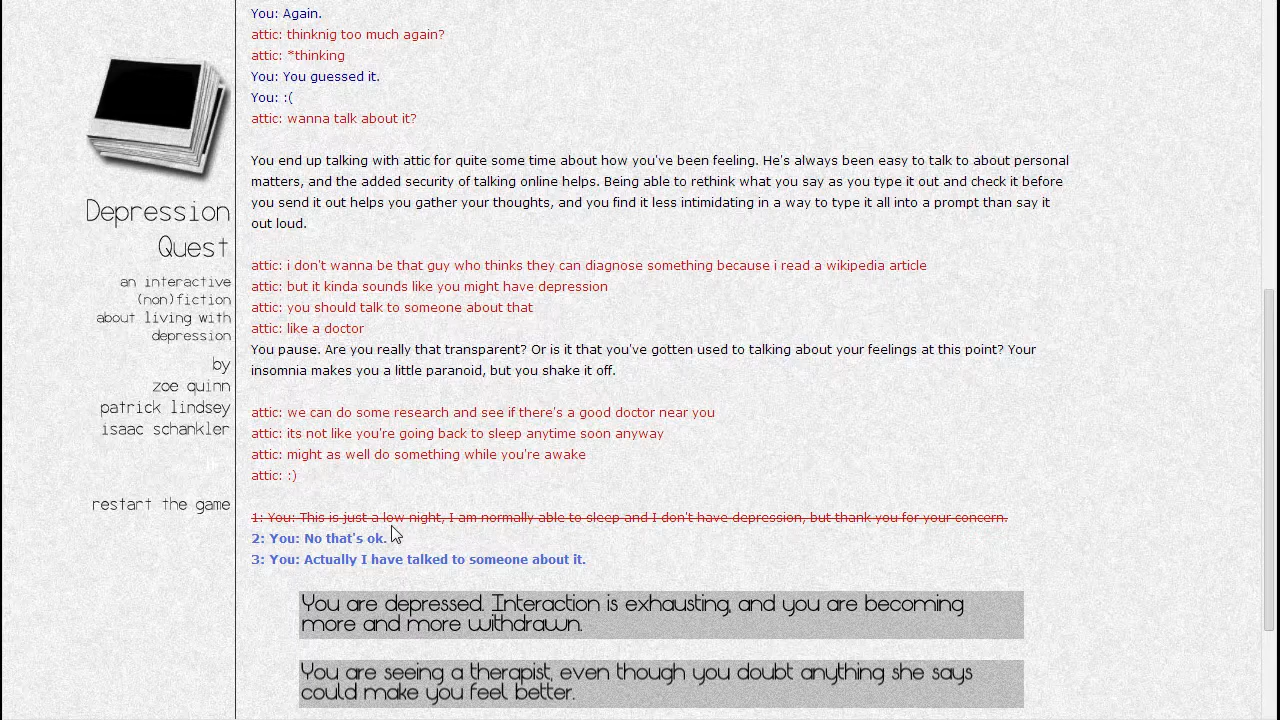 Depression
Quest
an interactive
(non)fiction
about living with
depression
by
zoe quinn
patrick lindsey
isaac schankler
restart the game
You: Again.
attic: thinknig too much again?
attic: *thinking
You: You guessed it.
You: :(
attic: wanna talk about it?
You end up talking with attic for quite some time about how you've been feeling. He's always been easy to talk to about personal
matters, and the added security of talking online helps. Being able to rethink what you say as you type it out and check it before
you send it out helps you gather your thoughts, and you find it less intimidating in a way to type it all into a prompt than say it
out loud.
attic: i don't wanna be that guy who thinks they can diagnose something because i read a wikipedia article
attic: but it kinda sounds like you might have depression
attic: you should talk to someone about that
attic: like a doctor
You pause. Are you really that transparent? Or is it that you've gotten used to talking about your feelings at this point? Your
insomnia makes you a little paranoid, but you shake it off.
attic: we can do some research and see if there's a good doctor near you
attic: its not like you're going back to sleep anytime soon anyway
attic: might as well do something while you're awake
attic: :)
1: You: This is just a low night, I am normally able to sleep and I don't have depression, but thank you for your concern.
2: You: No that's ok.
3: You: Actually I have talked to someone about it.
You are depressed. Interaction is exhausting, and you are becoming
more and more withdrawn.
You are seeing a therapist, even though you doubt anything she says
could make you feel better.